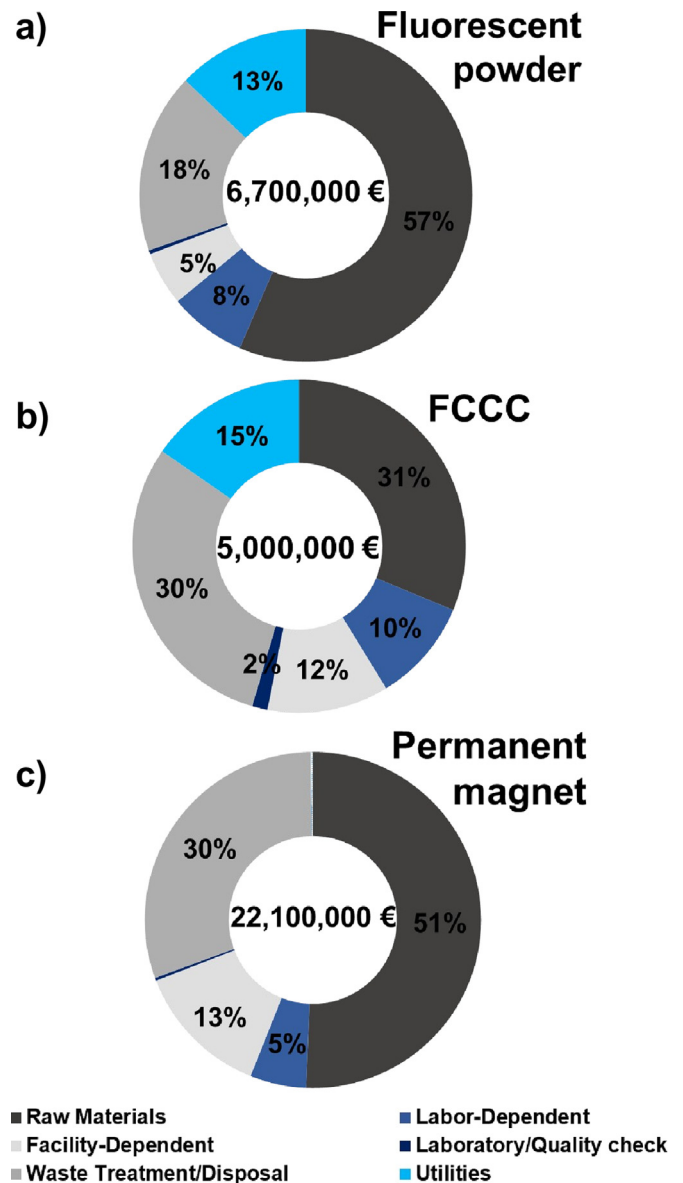 a)
Fluorescent
powder
13%
18%
6,700,000 €
57%
5%
8%
b)
FCCC
15%
31%
5,000,000 €
30%
10%
2%
12%
Permanent
c)
magnet
30%
22,100,000 €
51%
13%
5%
Raw Materials
Labor-Dependent
Facility-Dependent
Laboratory/Quality check
Waste Treatment/Disposal
Utilities